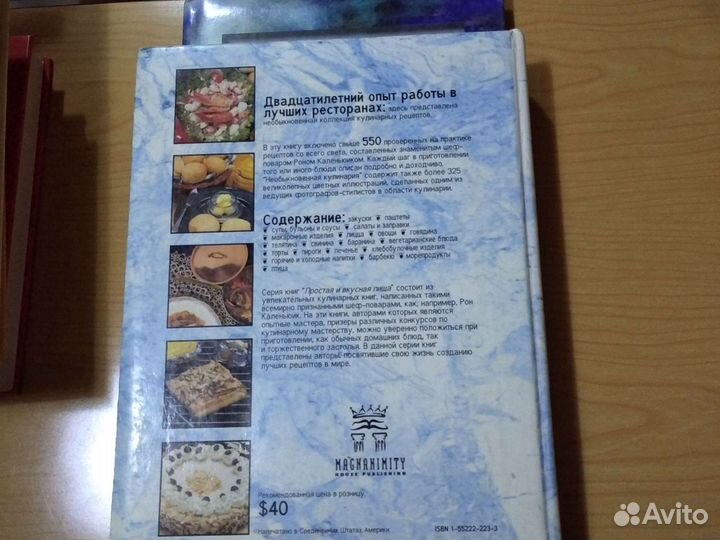 Двадцатилетний опыт работы в
лучших ресторанах: здесь представлена
необыкновенная коллекция кулинарных рецептов.
В эту книгу включено свыше 550 проверенных на практике
рецептов со всего света, составленных знаменитым шеф-
поваром Роном Каленьюиком. Каждый шаг в приготовлении
того или иного блюда описан подробно и доходчиво.
"Необыкновенная кулинария" содержит также более 325
великолепных цветных иллюстраций, сделанных одним из
ведущих фотографов-стилистов в области кулинарии.
Содержание: закуски ❦ паштеты
❦ супы, бульоны и соусы ❦ салаты и заправки
❦ макаронные изделия ❦ пицца ❦ овощи ❦ говядина
❦ телятина ❦ свинина ❦ баранина ❦ вегетарианские блюда
❦ торты ❦ пироги ❦ печенье ❦ хлебобулочные изделия
❦ горячие и холодные напитки ❦ барбекю ❦ морепродукты
❦ птица
Серия книг "Простая и вкусная пища" состоит из
увлекательных кулинарных книг, написанных такими
всемирно признанными шеф-поварами, как, например, Рон
Каленьюик. На эти книги, авторами которых являются
опытные мастера, призеры различных конкурсов по
кулинарному мастерству, можно уверенно положиться при
приготовлении, как обычных домашних блюд, так
и торжественного застолья. В данной серии книг
представлены авторы, посвятившие свою жизнь созданию
лучших рецептов в мире.
MAGNANIMITY
HOUSE PUBLISHING
Рекомендованная цена в розницу
$40
Напечатано в Соединенных Штатах Америки
ISBN 1-55222-223-3
Avito